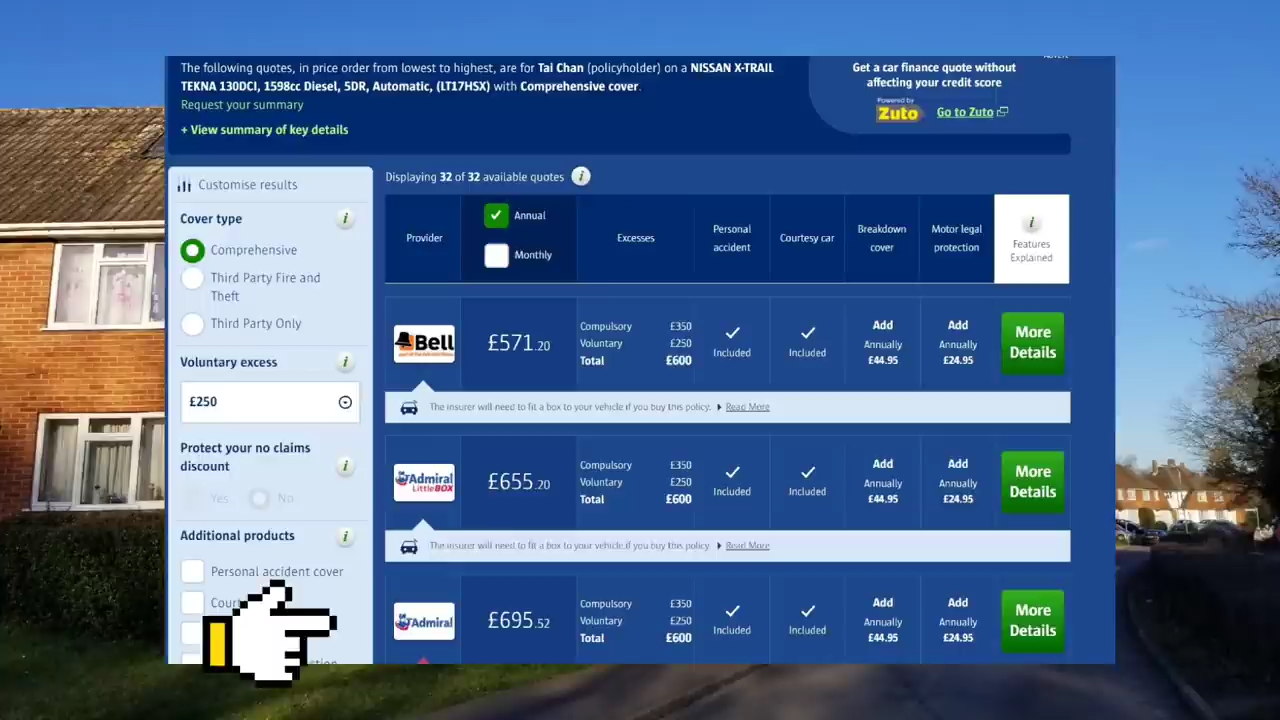 The following quotes, in price order from lowest to highest, are for Tai Chan (policyholder) on a NISSAN X-TRAIL
TEKNA 130DCI, 1598cc Diesel, 5DR, Automatic, (LT17HSX) with Comprehensive cover.
Request your summary
+ View summary of key details
Get a car finance quote without
affecting your credit score
Powered by
Zuto
Go to Zuto
Customise results
Cover type
Comprehensive
Third Party Fire and
Theft
Third Party Only
Voluntary excess
£250
Protect your no claims
discount
Yes
No
Additional products
Personal accident cover
Displaying 32 of 32 available quotes
Provider
Annual
Monthly
Excesses
Personal
accident
Courtesy car
Breakdown
cover
Motor legal
protection
Features
Explained
Bell
£571.20
Compulsory £350
Voluntary £250
Total £600
Included
Included
Add
Annually
£44.95
Add
Annually
£24.95
More
Details
The insurer will need to fit a box to your vehicle if you buy this policy. Read More
Admiral
LittleBOX
£655.20
Compulsory £350
Voluntary £250
Total £600
Included
Included
Add
Annually
£44.95
Add
Annually
£24.95
More
Details
The insurer will need to fit a box to your vehicle if you buy this policy. Read More
Admiral
£695.52
Compulsory £350
Voluntary £250
Total £600
Included
Included
Add
Annually
£44.95
Add
Annually
£24.95
More
Details